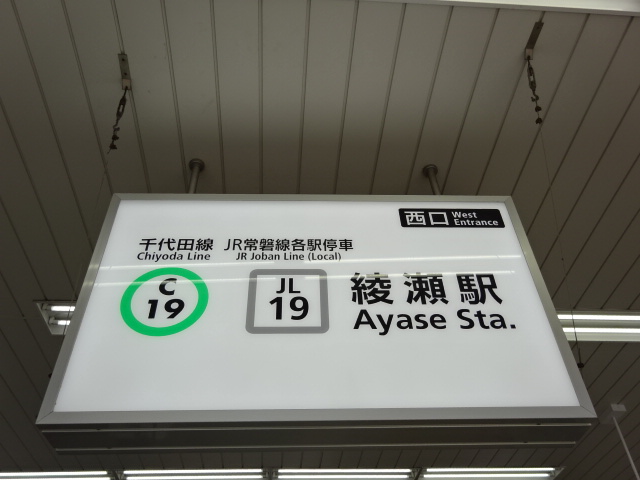 西口 West Entrance
千代田線 JR常磐線各駅停車
Chiyoda Line JR Joban Line (Local)
C 19
JL 19
綾瀬駅
Ayase Sta.